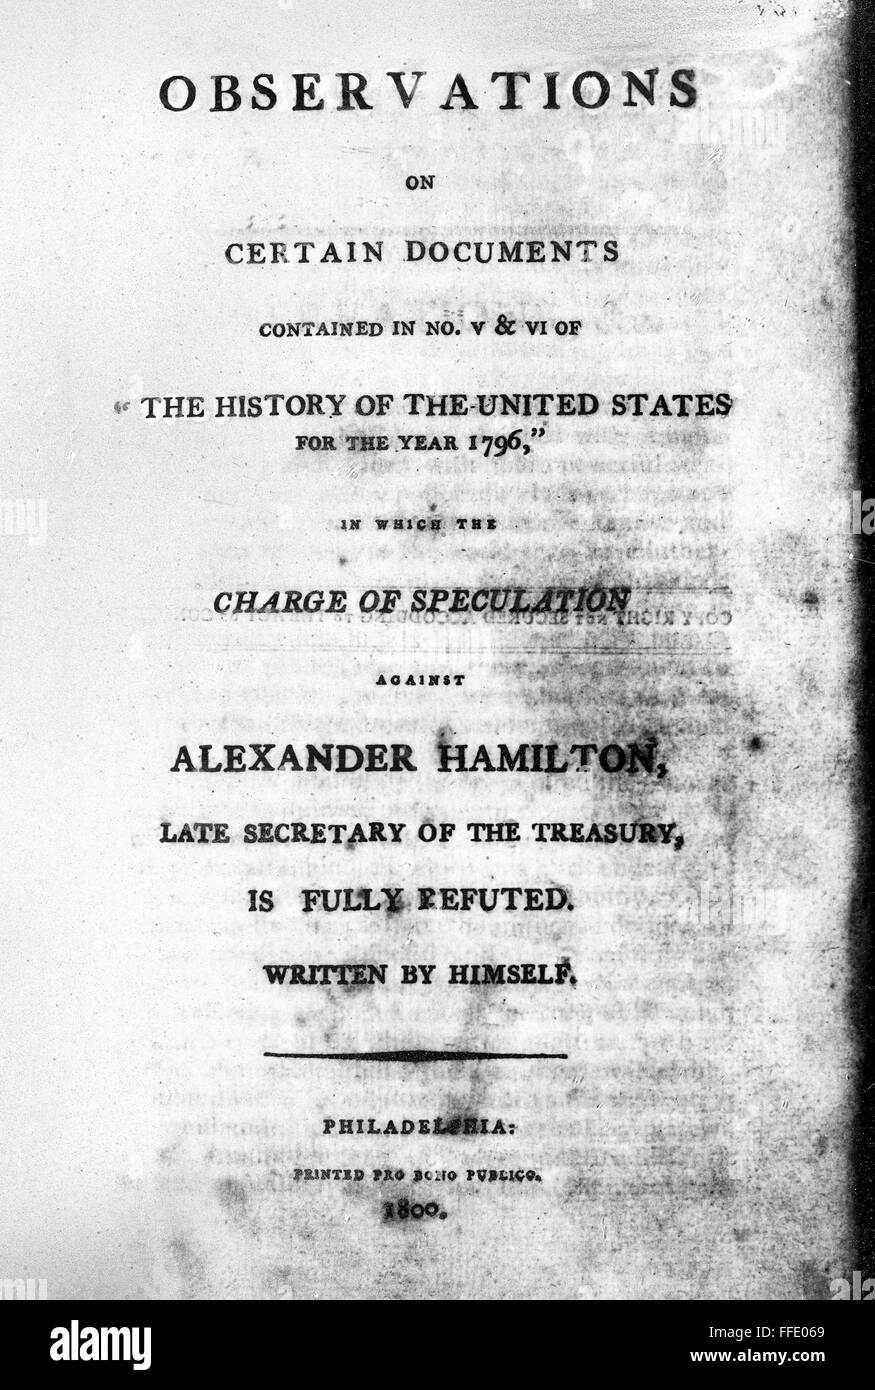 OBSERVATIONS
ON
CERTAIN DOCUMENTS
CONTAINED IN NO. V & VI OF
“ THE HISTORY OF THE UNITED STATES
FOR THE YEAR 1796,”
IN WHICH THE
CHARGE OF SPECULATION
AGAINST
ALEXANDER HAMILTON,
LATE SECRETARY OF THE TREASURY,
IS FULLY REFUTED.
WRITTEN BY HIMSELF.
PHILADELPHIA:
PRINTED PRO BONO PUBLICO.
1800.
alamy
Image ID: FFE069
www.alamy.com